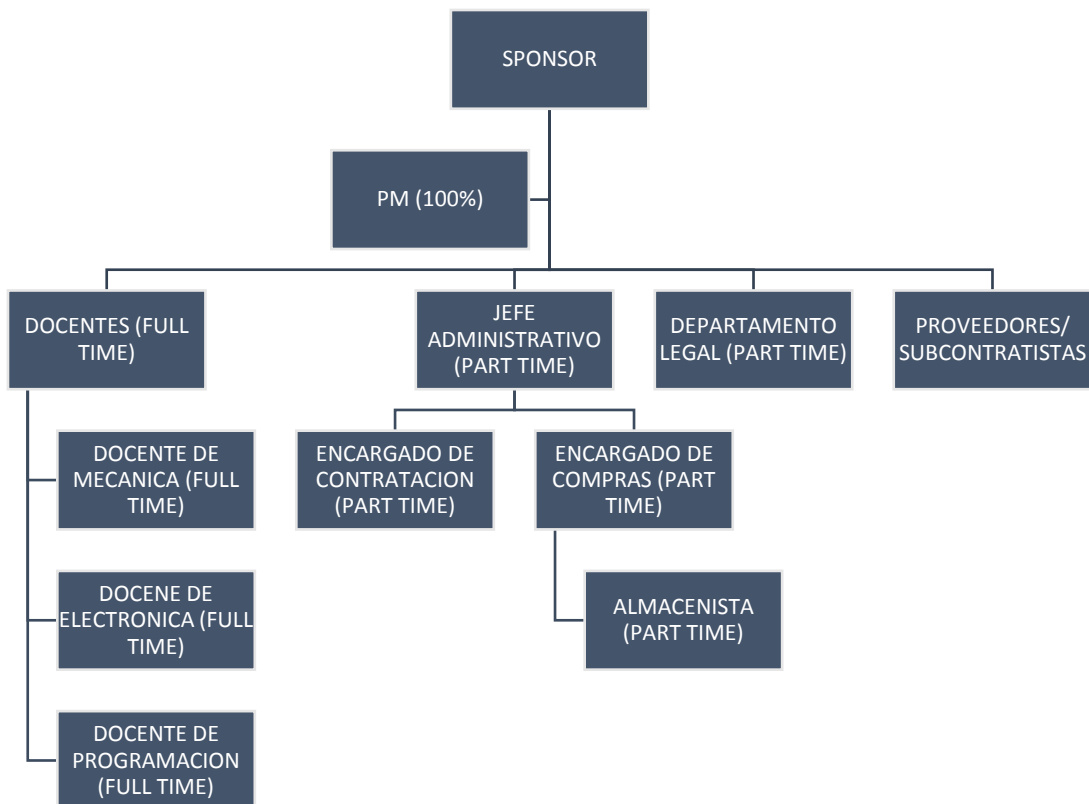 SPONSOR
PM (100%)
DOCENTES (FULL
TIME)
JEFE
ADMINISTRATIVO
(PART TIME)
DEPARTAMENTO
LEGAL (PART TIME)
PROVEEDORES/
SUBCONTRATISTAS
DOCENTE DE
MECANICA (FULL
TIME)
ENCARGADO DE
CONTRATACION
(PART TIME)
ENCARGADO DE
COMPRAS (PART
TIME)
DOCENE DE
ELECTRONICA (FULL
TIME)
ALMACENISTA
(PART TIME)
DOCENTE DE
PROGRAMACION
(FULL TIME)